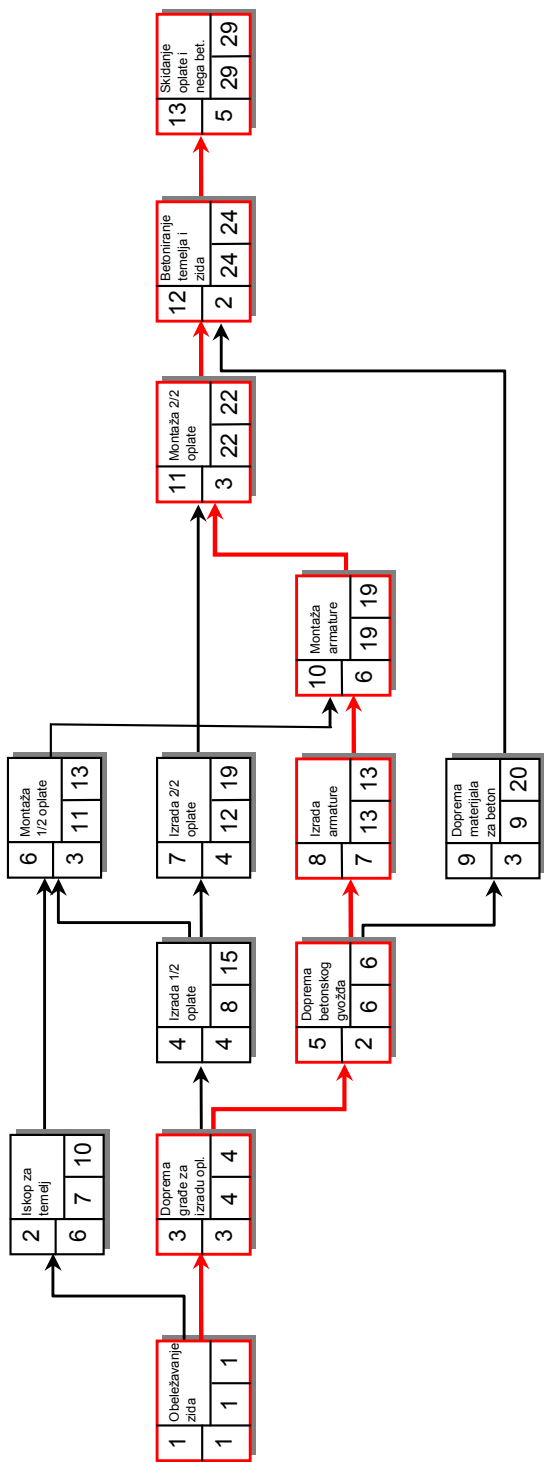 1
Obeležavanje
zida
1
1
1
2
Iskop za
temelj
6
7
10
3
Doprema
građe za
izradu opl.
3
4
4
4
Izrada 1/2
oplate
4
8
15
5
Doprema
betonskog
gvožđa
2
6
6
6
Montaža
1/2 oplate
3
11
13
7
Izrada 2/2
oplate
4
12
19
8
Izrada
armature
7
13
13
9
Doprema
materijala
za beton
3
9
20
10
Montaža
armature
6
19
19
11
Montaža 2/2
oplate
3
22
22
12
Betoniranje
temelja i
zida
2
24
24
13
Skidanje
oplate i
nega bet.
5
29
29